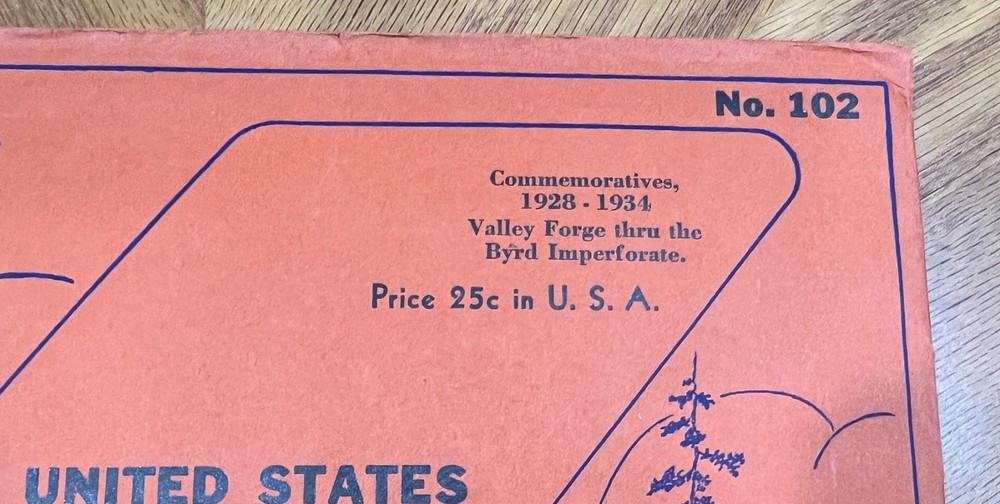 No. 102
Commemoratives,
1928 - 1934
Valley Forge thru the
Byrd Imperforate.
Price 25c in U. S. A.
UNITED STATES